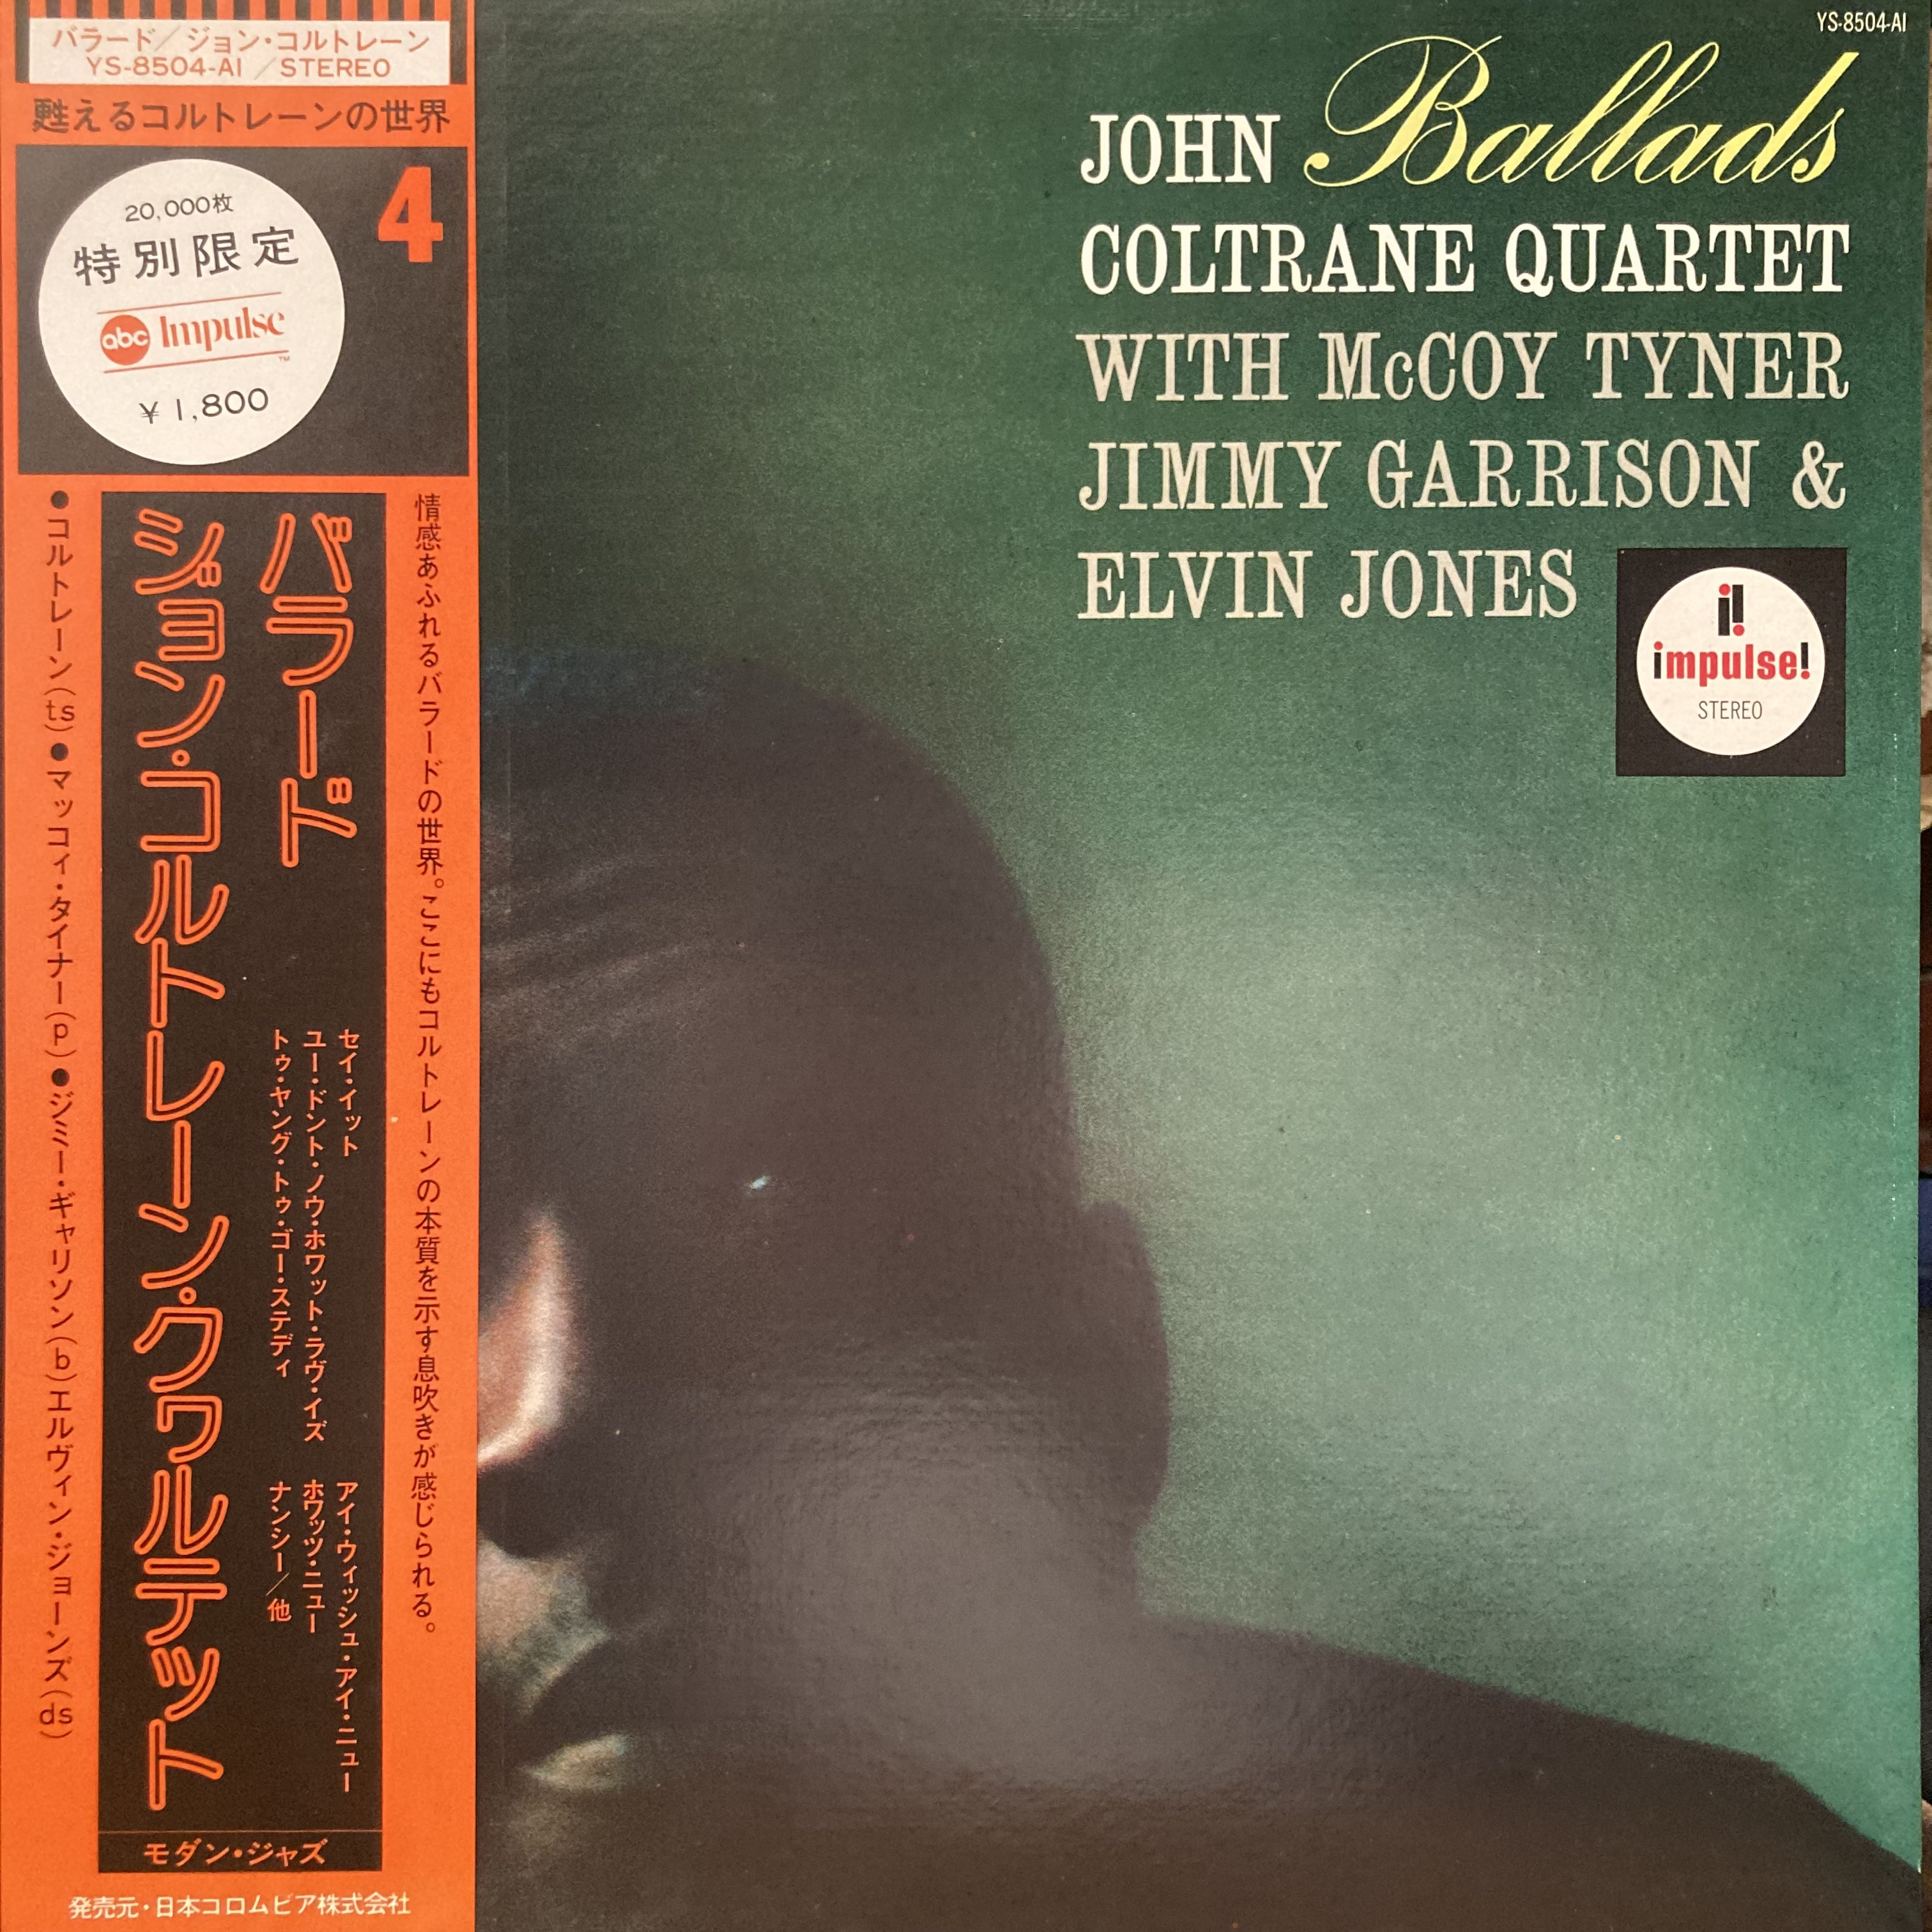 バラード／ジョン・コルトレーン
YS-8504-AI ／STEREO
甦えるコルトレーンの世界
4
20,000枚
特別限定
abc Impulse
TM
¥1,800
情感あふれるバラードの世界。ここにもコルトレーンの本質を示す息吹きが感じられる。
バラード
ジョン・コルトレーン・クヮルテット
セイ・イット
ユー・ドント・ノウ・ホワット・ラヴ・イズ
トゥ・ヤング・トゥ・ゴー・ステディ
アイ・ウィッシュ・アイ・ニュー
ホワッツ・ニュー
ナンシー／他
●コルトレーン(ts)●マッコィ・タイナー(p)●ジミー・ギャリソン(b)エルヴィン・ジョーンズ(ds)
モダン・ジャズ
発売元・日本コロムビア株式会社
YS-8504-AI
JOHN Ballads
COLTRANE QUARTET
WITH McCOY TYNER
JIMMY GARRISON &
ELVIN JONES
i!
impulse!
STEREO